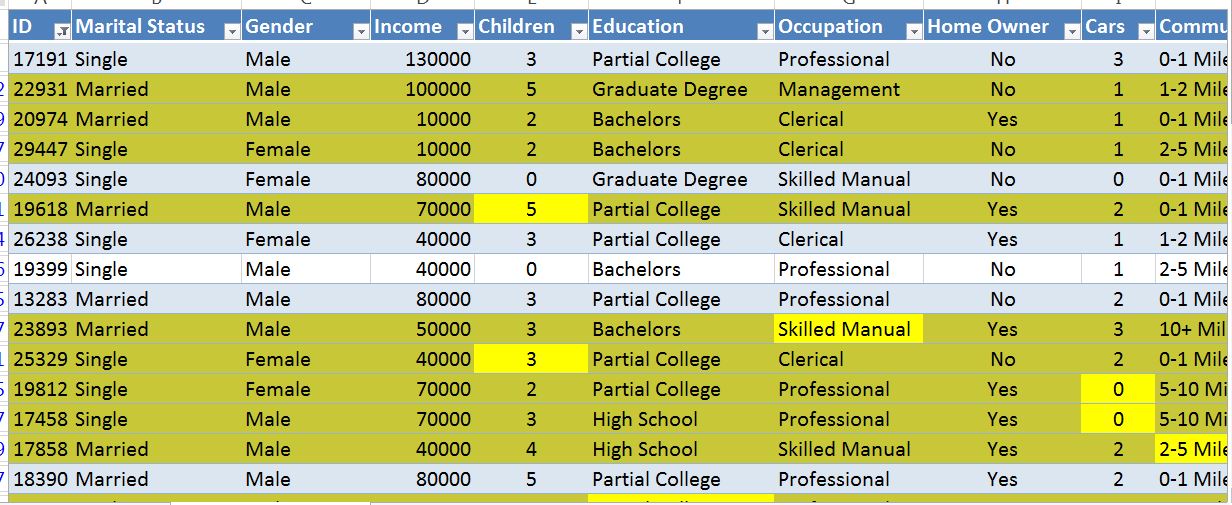 ID Marital Status Gender Income Children Education Occupation Home Owner Cars Commu
17191 Single Male 130000 3 Partial College Professional No 3 0-1 Mile
22931 Married Male 100000 5 Graduate Degree Management No 1 1-2 Mile
20974 Married Male 10000 2 Bachelors Clerical Yes 1 0-1 Mile
29447 Single Female 10000 2 Bachelors Clerical No 1 2-5 Mile
24093 Single Female 80000 0 Graduate Degree Skilled Manual No 0 0-1 Mile
19618 Married Male 70000 5 Partial College Skilled Manual Yes 2 0-1 Mile
26238 Single Female 40000 3 Partial College Clerical Yes 1 1-2 Mile
19399 Single Male 40000 0 Bachelors Professional No 1 2-5 Mile
13283 Married Male 80000 3 Partial College Professional No 2 0-1 Mile
23893 Married Male 50000 3 Bachelors Skilled Manual Yes 3 10+ Mil
25329 Single Female 40000 3 Partial College Clerical No 2 0-1 Mile
19812 Single Female 70000 2 Partial College Professional Yes 0 5-10 Mi
17458 Single Male 70000 3 High School Professional Yes 0 5-10 Mi
17858 Married Male 40000 4 High School Skilled Manual Yes 2 2-5 Mile
18390 Married Male 80000 5 Partial College Professional Yes 2 0-1 Mile